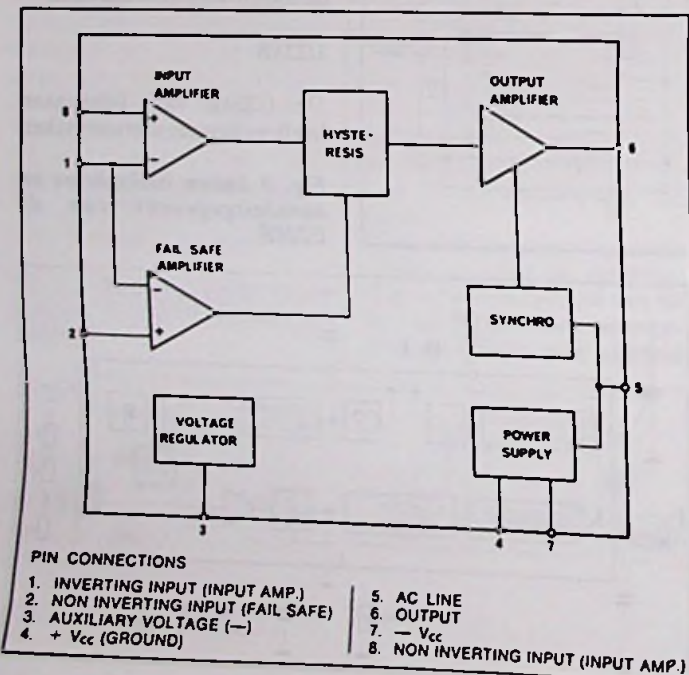 INPUT
AMPLIFIER
OUTPUT
AMPLIFIER
8
+
HYSTE-
RESIS
6
1
−
FAIL SAFE
AMPLIFIER
−
2
+
SYNCHRO
5
VOLTAGE
REGULATOR
POWER
SUPPLY
3
4
7
PIN CONNECTIONS
1. INVERTING INPUT (INPUT AMP.)
2. NON INVERTING INPUT (FAIL SAFE)
3. AUXILIARY VOLTAGE (—)
4. + Vcc (GROUND)
5. AC LINE
6. OUTPUT
7. — Vcc
8. NON INVERTING INPUT (INPUT AMP.)